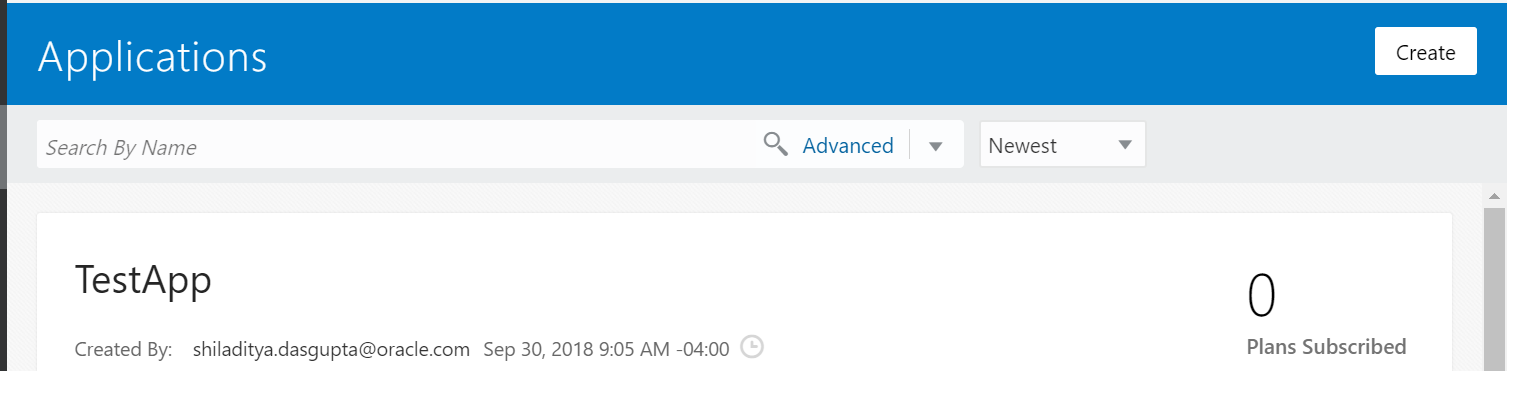 Applications
Create
Search By Name
Advanced
Newest
TestApp
0
Plans Subscribed
Created By: shiladitya.dasgupta@oracle.com Sep 30, 2018 9:05 AM -04:00